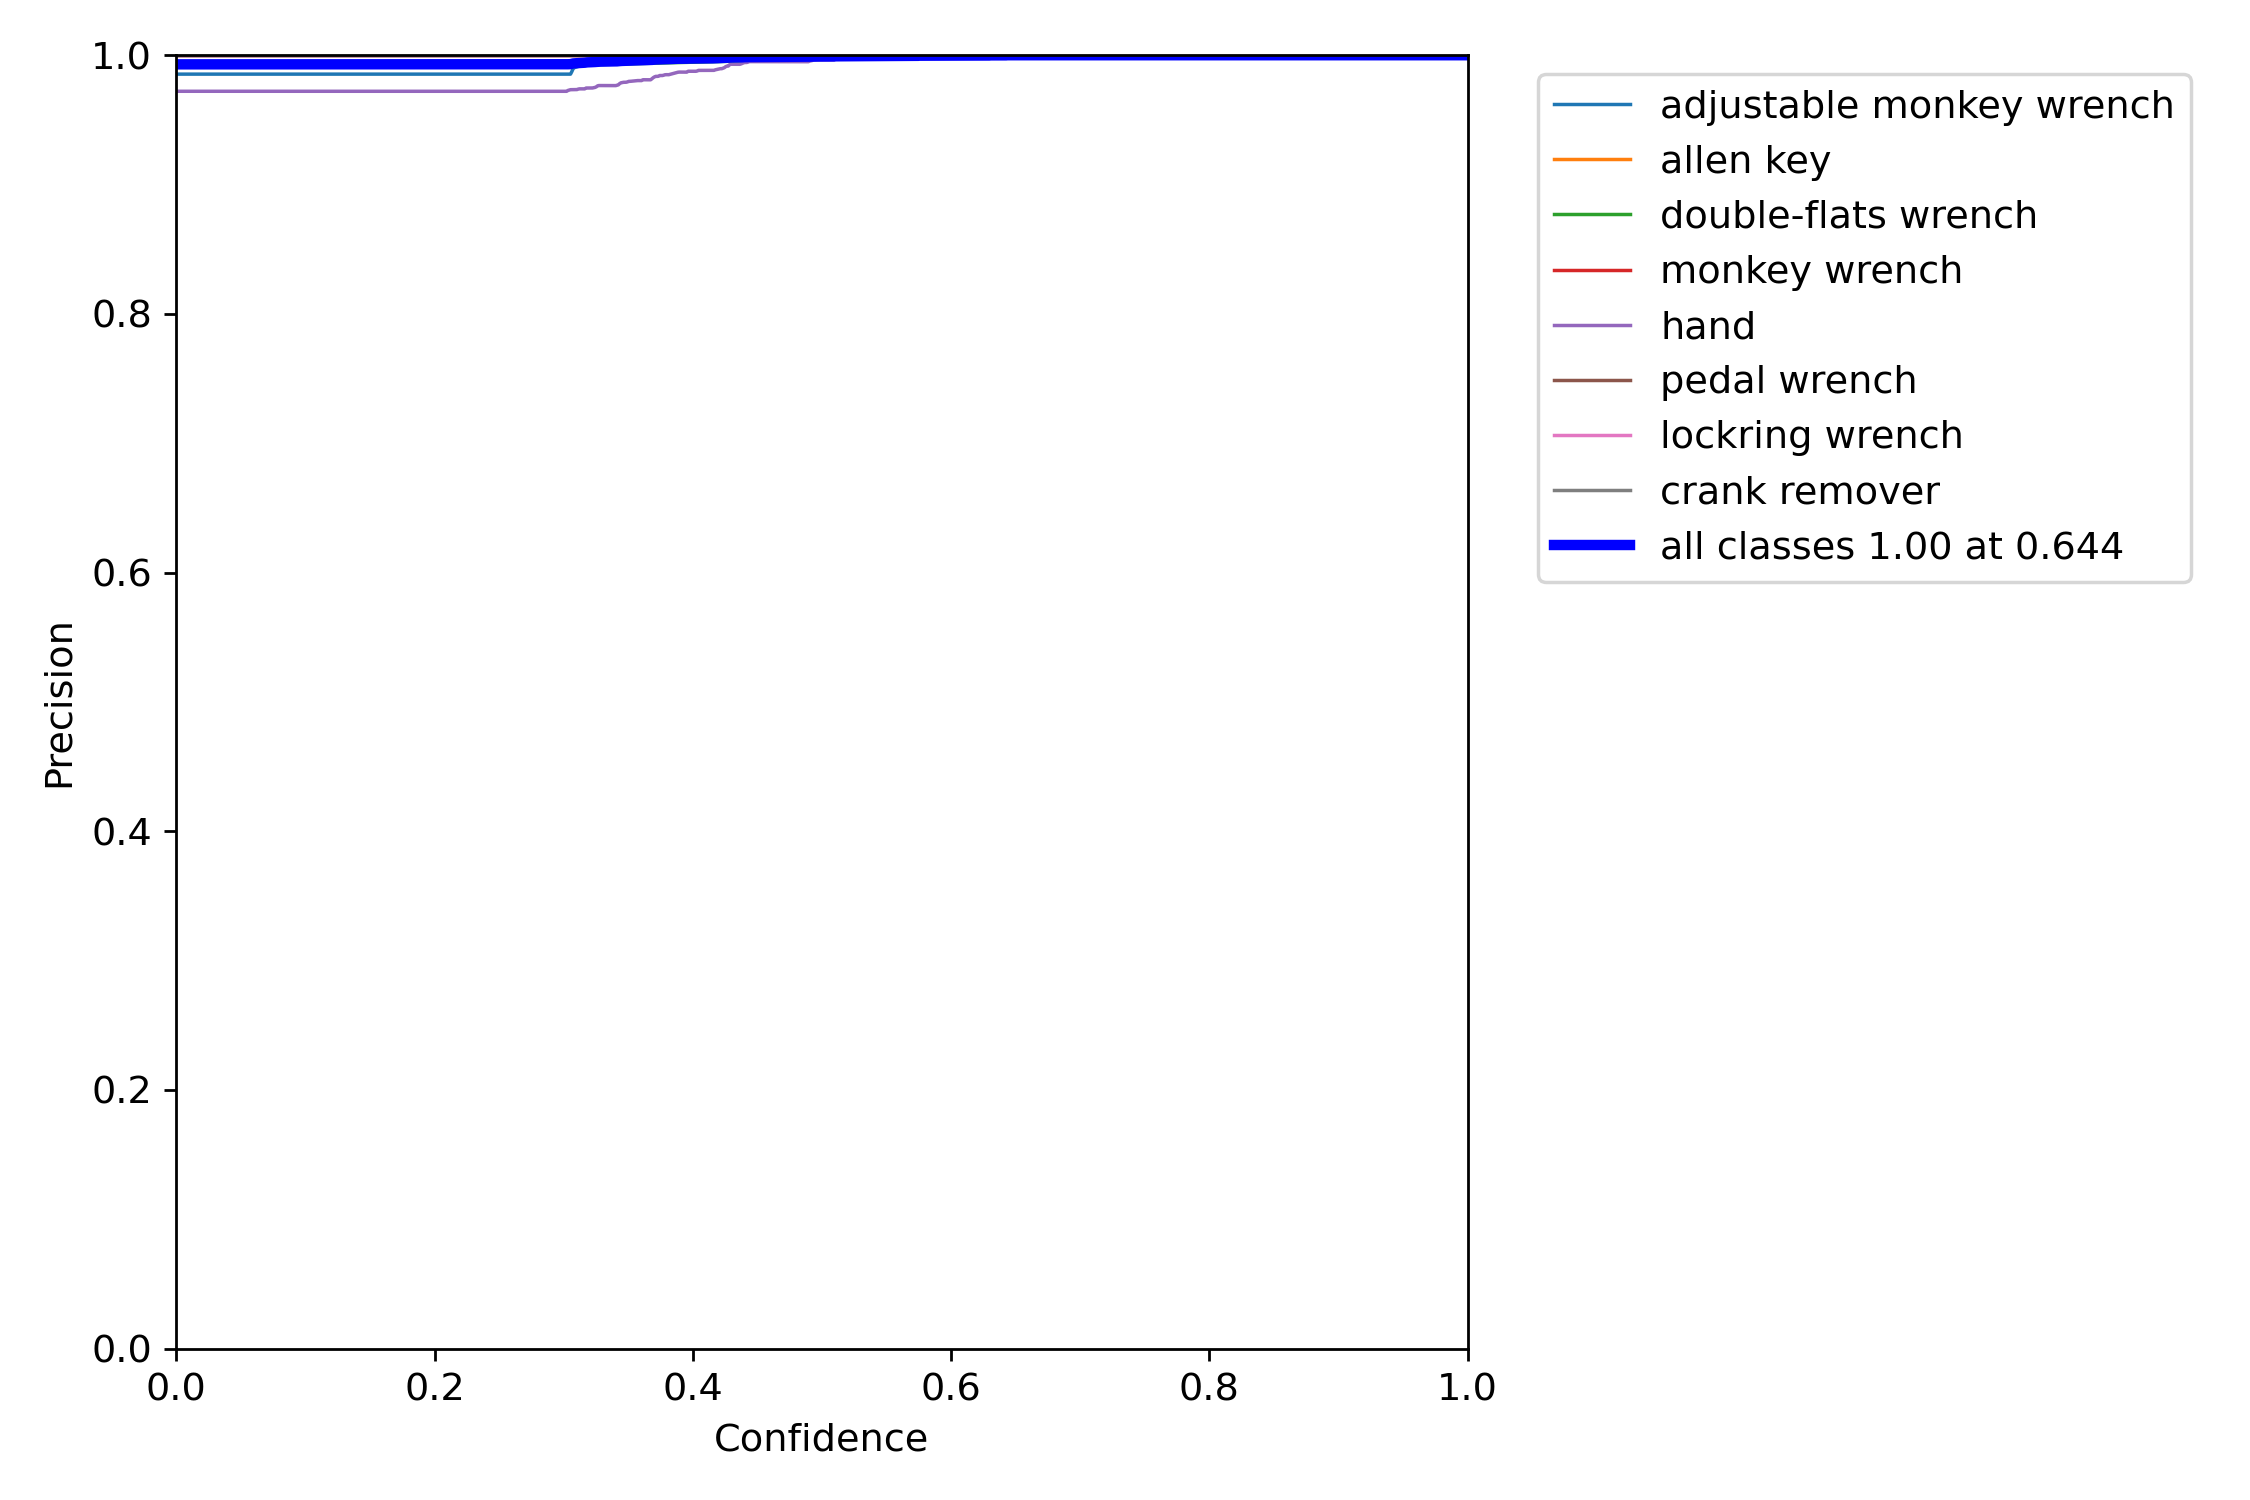 1.0
0.8
0.6
0.4
0.2
0.0
Precision
0.0 0.2 0.4 0.6 0.8 1.0
Confidence
adjustable monkey wrench
allen key
double-flats wrench
monkey wrench
hand
pedal wrench
lockring wrench
crank remover
all classes 1.00 at 0.644